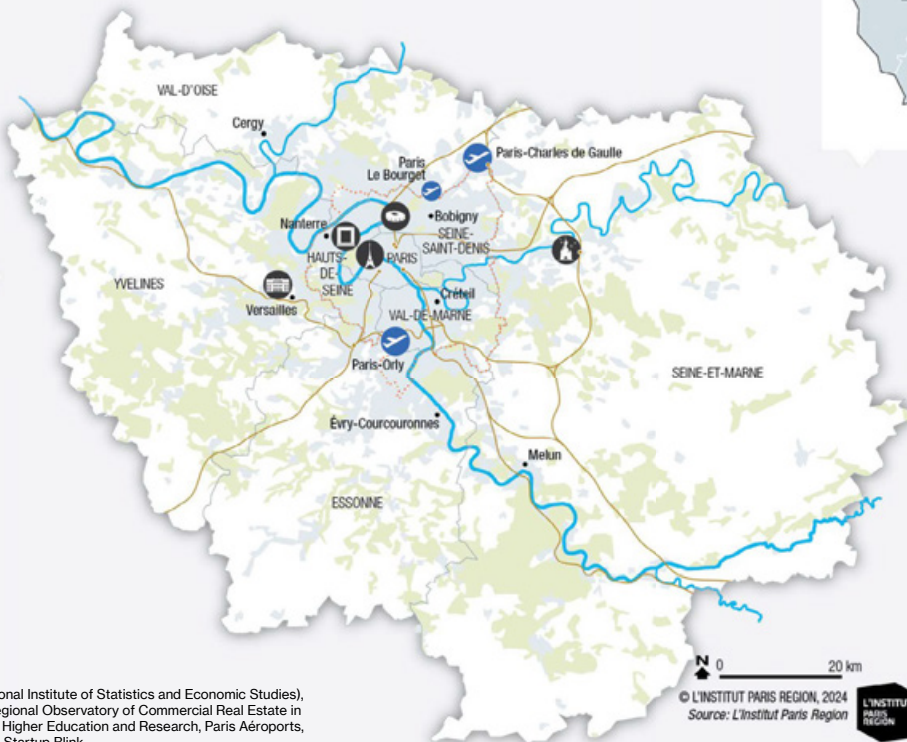 VAL-D'OISE
Cergy
Paris
Le Bourget
Paris-Charles de Gaulle
Nanterre
Bobigny
SEINE-
SAINT-DENIS
HAUTS-
DE-
SEINE
PARIS
YVELINES
Versailles
Créteil
VAL-DE-MARNE
Paris-Orly
SEINE-ET-MARNE
Évry-Courcouronnes
Melun
ESSONNE
N 0 20 km
© L'INSTITUT PARIS REGION, 2024
Source: L'Institut Paris Region
L'INSTITUT
PARIS
REGION
onal Institute of Statistics and Economic Studies),
egional Observatory of Commercial Real Estate in
Higher Education and Research, Paris Aéroports,
Startup Blink